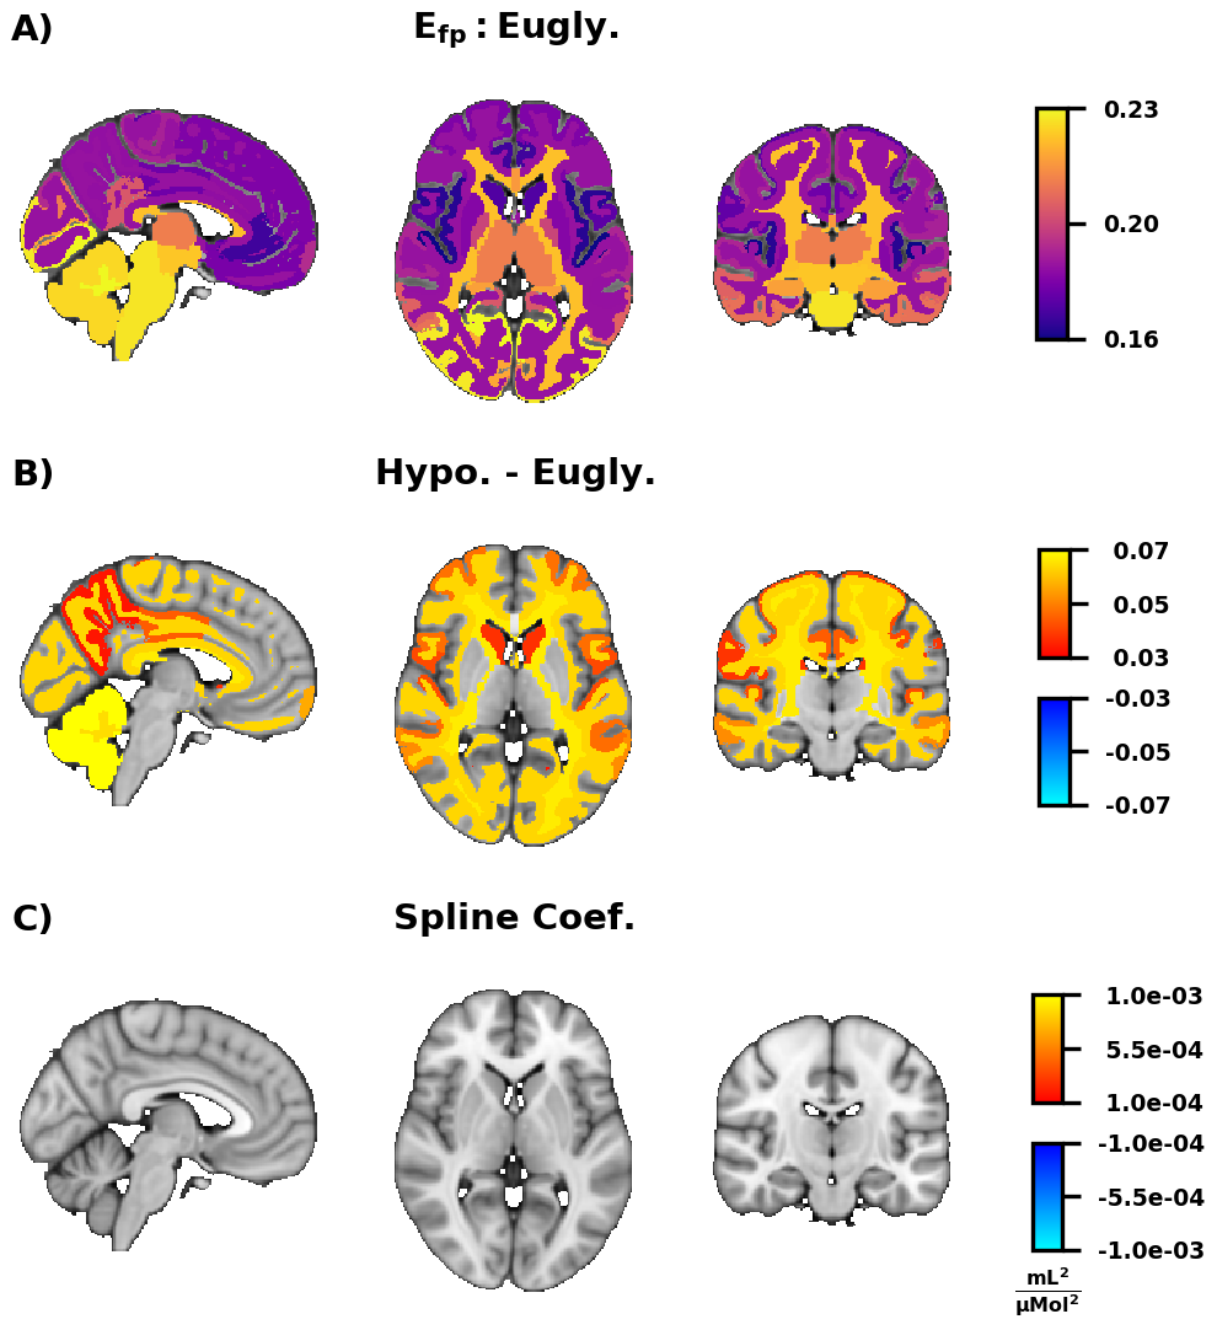 A)
E_fp : Eugly.
0.23
0.20
0.16
B)
Hypo. - Eugly.
0.07
0.05
0.03
-0.03
-0.05
-0.07
C)
Spline Coef.
1.0e-03
5.5e-04
1.0e-04
-1.0e-04
-5.5e-04
-1.0e-03
mL²
μMol²